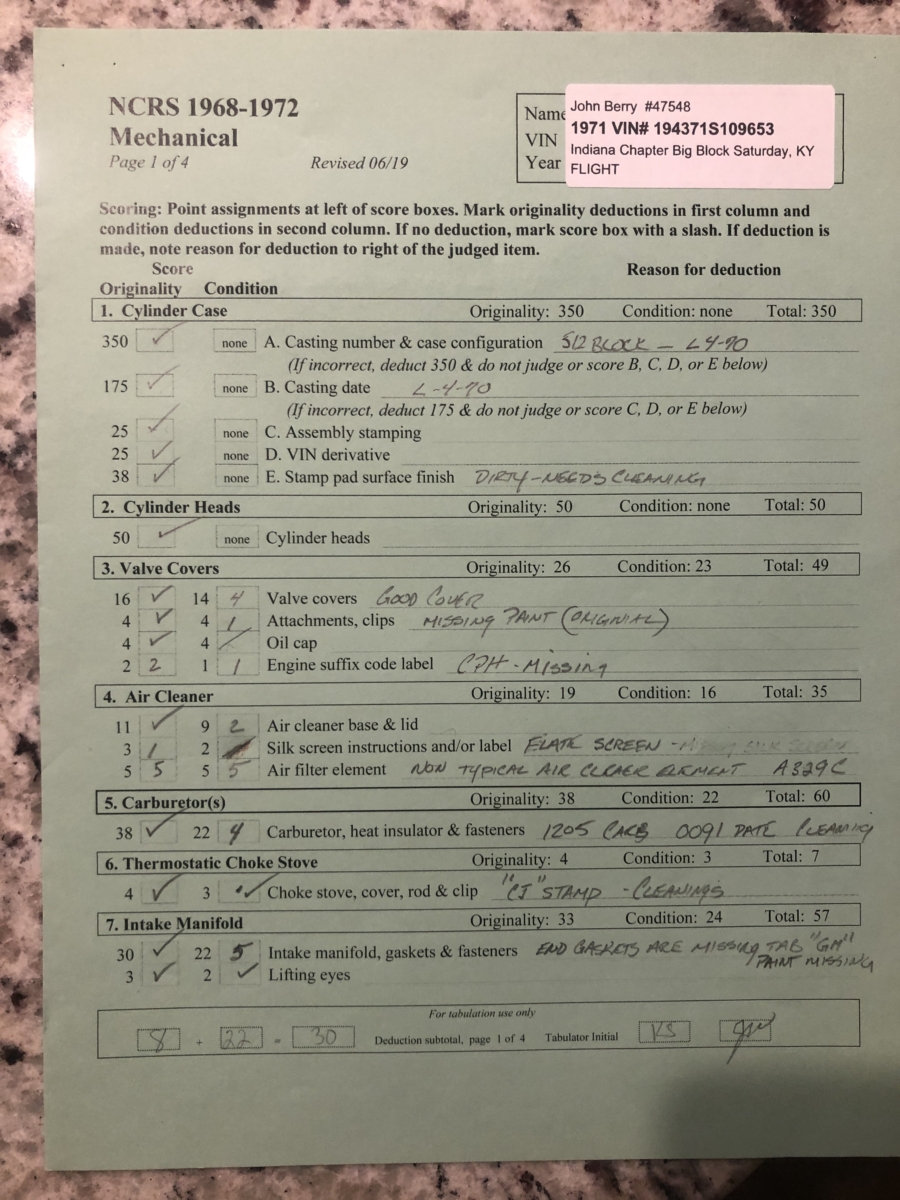 NCRS 1968-1972
Mechanical
Page 1 of 4 Revised 06/19
Name John Berry #47548
VIN 1971 VIN# 194371S109653
Indiana Chapter Big Block Saturday, KY
Year FLIGHT
Scoring: Point assignments at left of score boxes. Mark originality deductions in first column and
condition deductions in second column. If no deduction, mark score box with a slash. If deduction is
made, note reason for deduction to right of the judged item.
Score Reason for deduction
Originality Condition
1. Cylinder Case Originality: 350 Condition: none Total: 350
350 ✓ none A. Casting number & case configuration 512 BLOCK - L4-70
(If incorrect, deduct 350 & do not judge or score B, C, D, or E below)
175 ✓ none B. Casting date L-4-70
(If incorrect, deduct 175 & do not judge or score C, D, or E below)
25 ✓ none C. Assembly stamping
25 ✓ none D. VIN derivative
38 ✓ none E. Stamp pad surface finish DIRTY-NEEDS CLEANING
2. Cylinder Heads Originality: 50 Condition: none Total: 50
50 ✓ none Cylinder heads
3. Valve Covers Originality: 26 Condition: 23 Total: 49
16 ✓ 14 4 Valve covers GOOD COVER
4 ✓ 4 1 Attachments, clips MISSING PAINT (ORIGINIAL)
4 ✓ 4 / Oil cap
2 2 1 1 Engine suffix code label CPH-MISSING
4. Air Cleaner Originality: 19 Condition: 16 Total: 35
11 ✓ 9 2 Air cleaner base & lid
3 1 2 Silk screen instructions and/or label SCREEN
5 5 5 5 Air filter element NON TYPICAL AIR ELEMENT A329C
5. Carburetor(s) Originality: 38 Condition: 22 Total: 60
38 ✓ 22 4 Carburetor, heat insulator & fasteners 1205 CARB 0091 DATE CLEANING
6. Thermostatic Choke Stove Originality: 4 Condition: 3 Total: 7
4 ✓ 3 ✓ Choke stove, cover, rod & clip "CJ" STAMP - CLEANINGS
7. Intake Manifold Originality: 33 Condition: 24 Total: 57
30 ✓ 22 5 Intake manifold, gaskets & fasteners END GASKETS ARE MISSING TAB "GM"
PAINT MISSING
3 ✓ 2 ✓ Lifting eyes
For tabulation use only
8 + 22 = 30 Deduction subtotal, page 1 of 4 Tabulator Initial KS